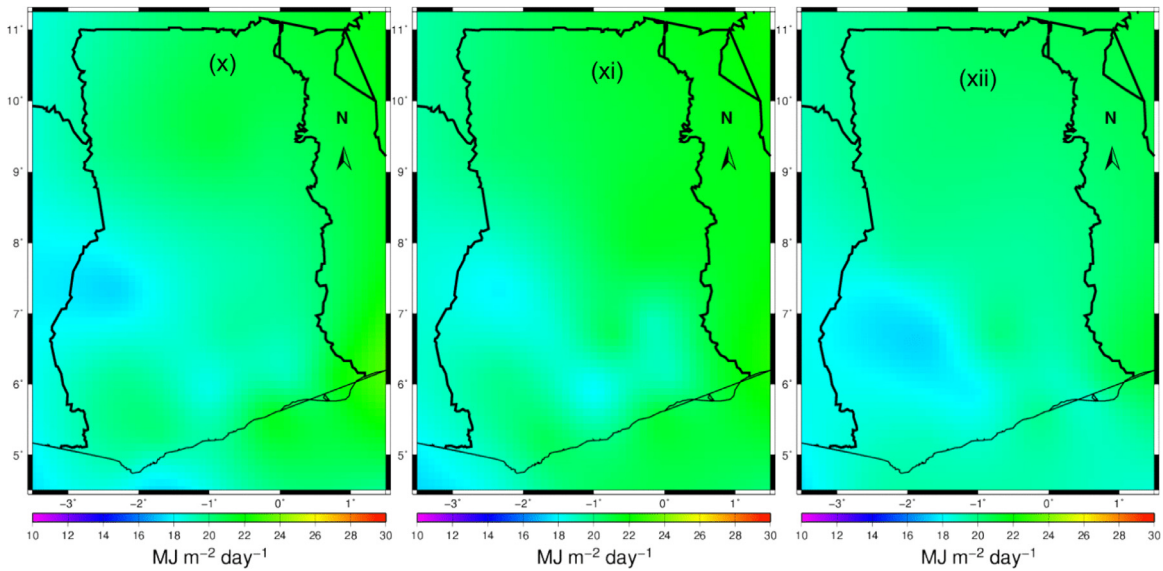 (x) (xi) (xii)
11° 11° 11°
10° 10° 10°
N N N
9° 9° 9°
8° 8° 8°
7° 7° 7°
6° 6° 6°
5° 5° 5°
-3° -2° -1° 0° 1° -3° -2° -1° 0° 1° -3° -2° -1° 0° 1°
10 12 14 16 18 20 22 24 26 28 30 10 12 14 16 18 20 22 24 26 28 30 10 12 14 16 18 20 22 24 26 28 30
MJ m⁻² day⁻¹ MJ m⁻² day⁻¹ MJ m⁻² day⁻¹